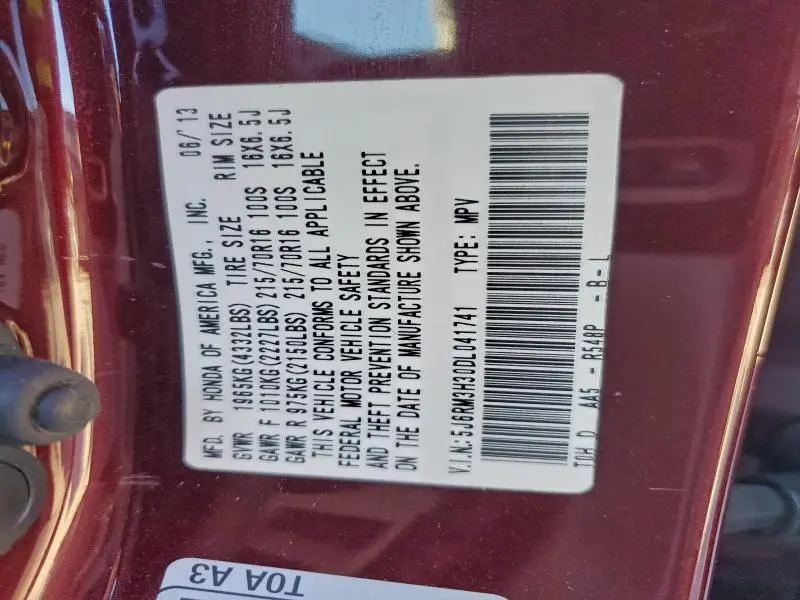 MFD. BY HONDA OF AMERICA MFG., INC. 06/'13
GVWR 1965KG(4332LBS) TIRE SIZE RIM SIZE
GAWR F 1010KG(2227LBS) 215/70R16 100S 16X6.5J
GAWR R 975KG(2150LBS) 215/70R16 100S 16X6.5J
THIS VEHICLE CONFORMS TO ALL APPLICABLE
FEDERAL MOTOR VEHICLE SAFETY
AND THEFT PREVENTION STANDARDS IN EFFECT
ON THE DATE OF MANUFACTURE SHOWN ABOVE.
V.I.N.: 5J6RM3H30DL041741 TYPE: MPV
TOH D AA5 - R548P - B - L
TOA A3